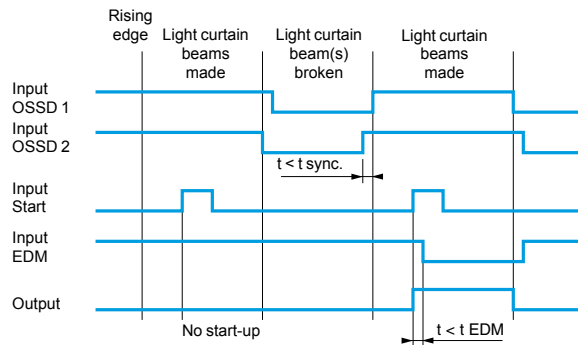 Rising
edge
Light curtain
beams
made
Light curtain
beam(s)
broken
Light curtain
beams
made
Input
OSSD 1
Input
OSSD 2
t < t sync.
Input
Start
Input
EDM
Output
No start-up
t < t EDM